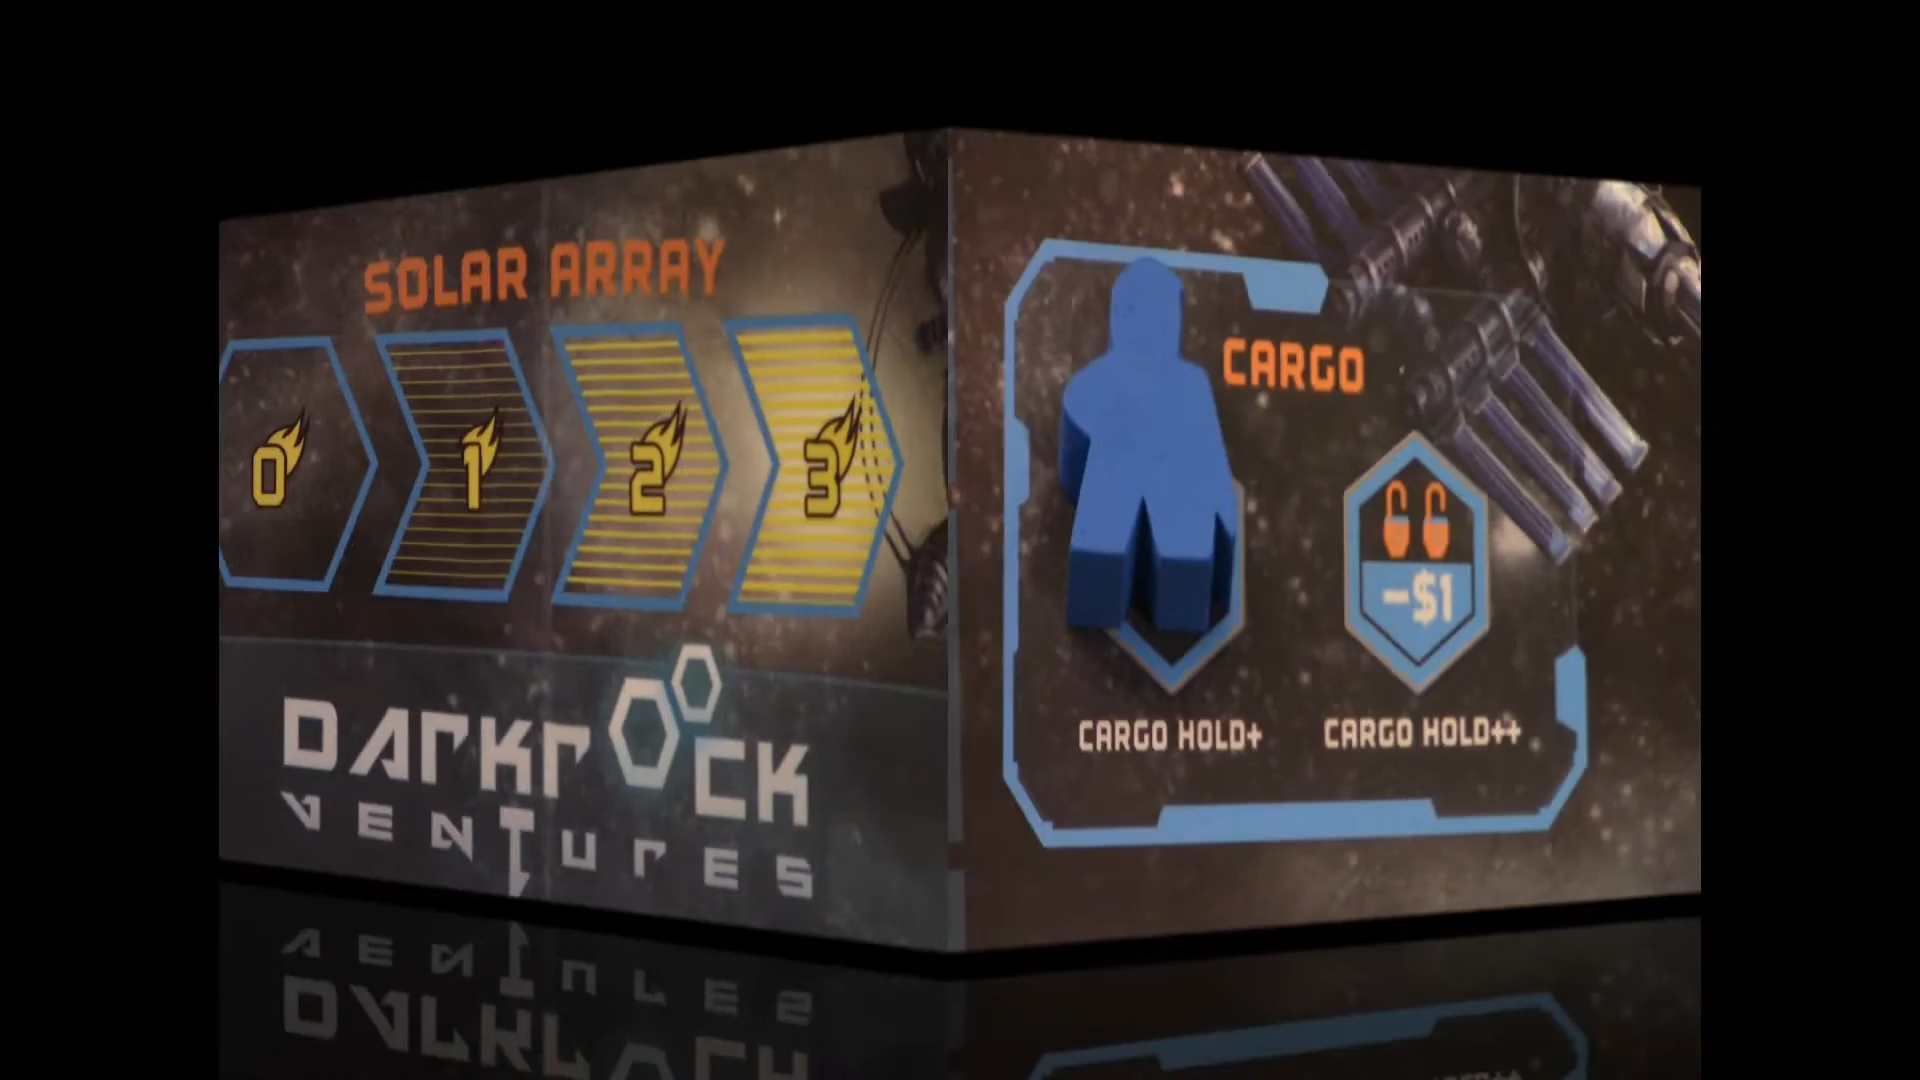 SOLAR ARRAY
0 1 2 3
DARKROCK
VENTURES
CARGO
-$1
CARGO HOLD+ CARGO HOLD++